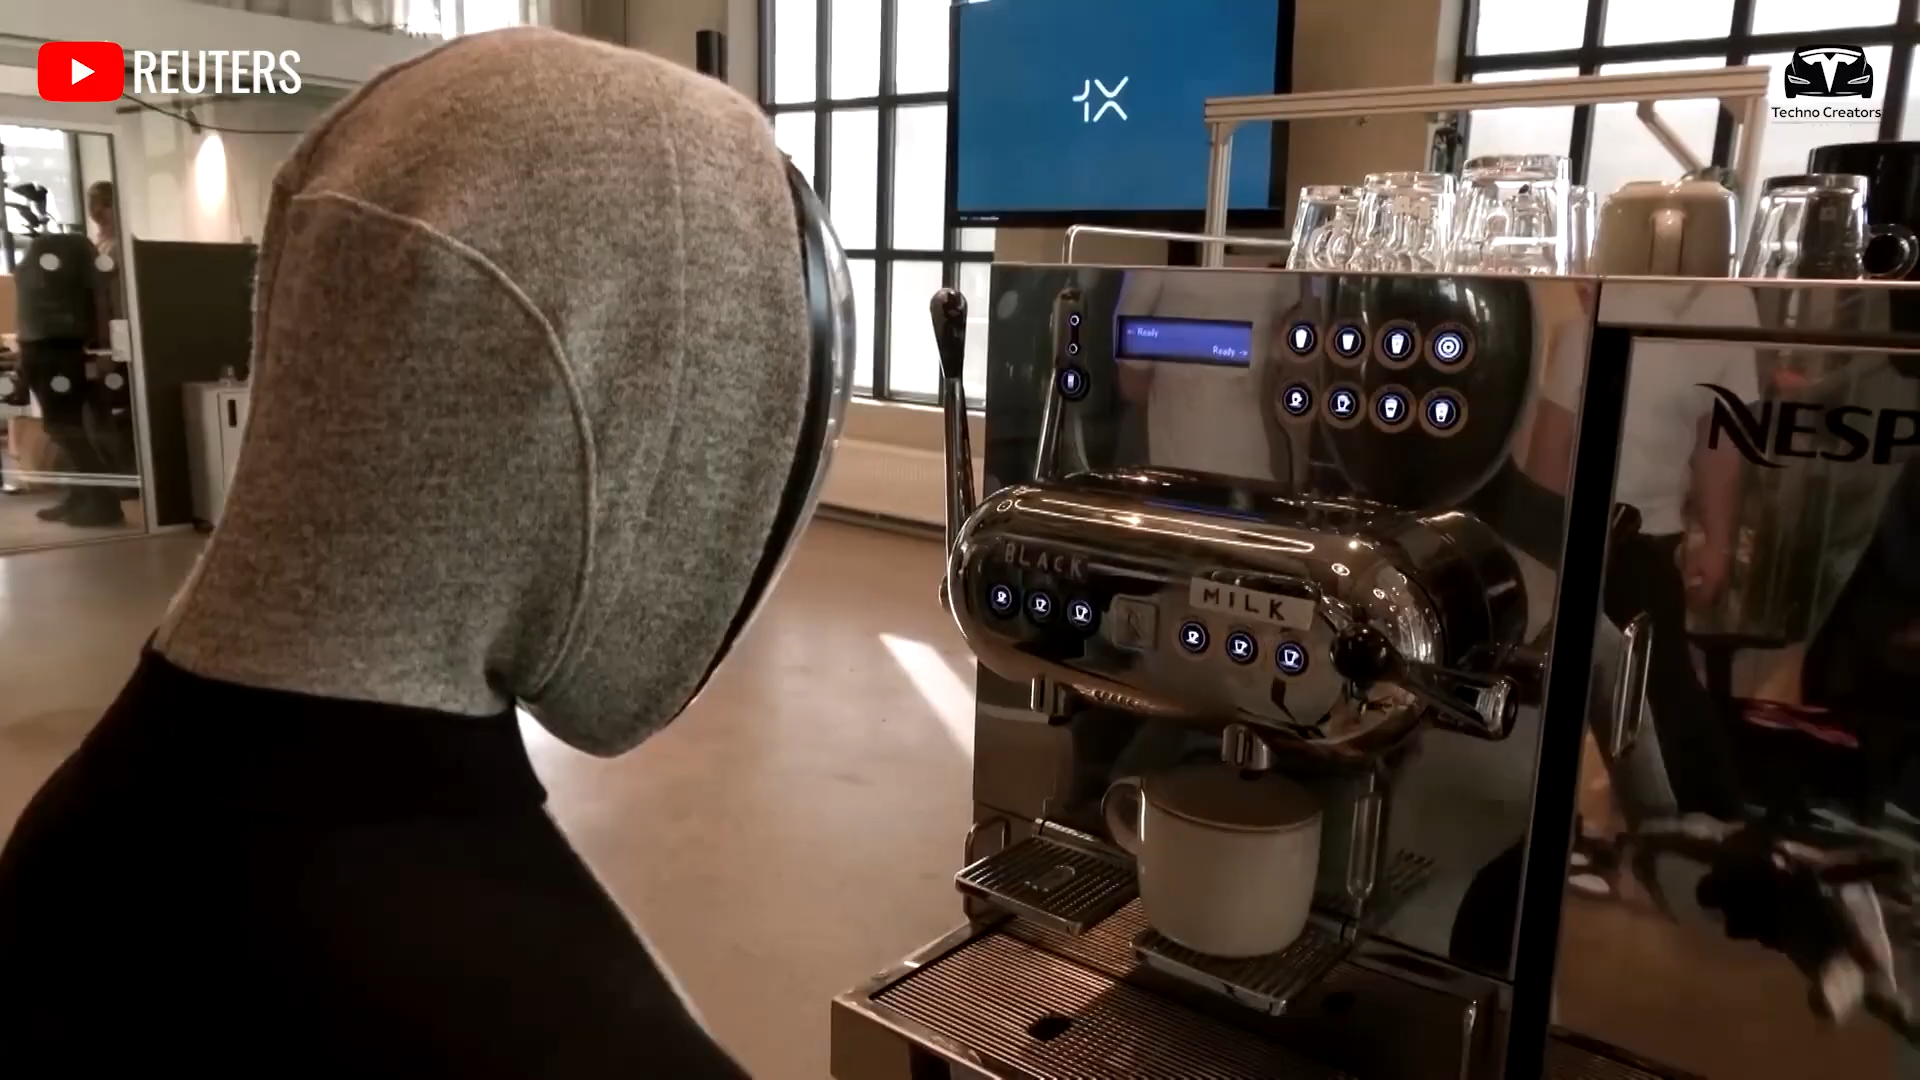 REUTERS
1X
Techno Creators
<- Ready
Ready ->
NESP
BLACK
MILK